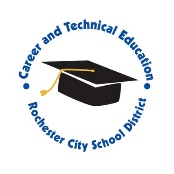 Career and Technical Education
Rochester City School District